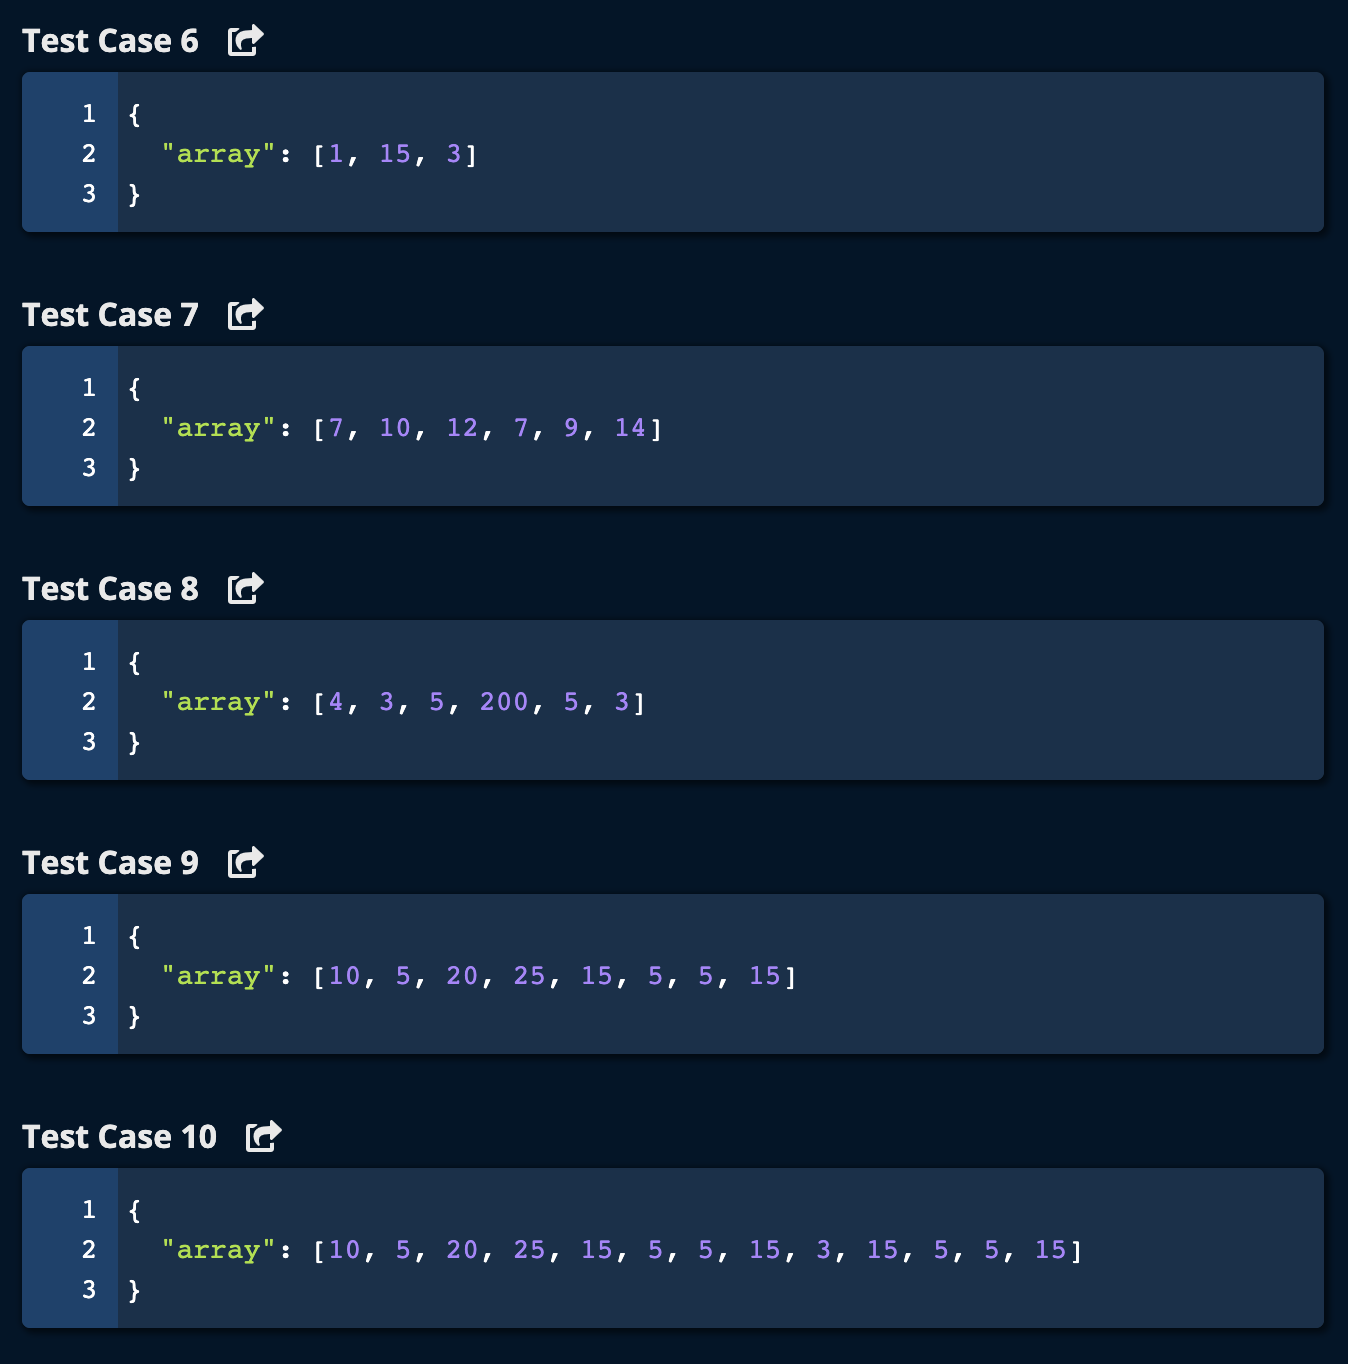 Test Case 6
1 {
2   "array": [1, 15, 3]
3 }
Test Case 7
1 {
2   "array": [7, 10, 12, 7, 9, 14]
3 }
Test Case 8
1 {
2   "array": [4, 3, 5, 200, 5, 3]
3 }
Test Case 9
1 {
2   "array": [10, 5, 20, 25, 15, 5, 5, 15]
3 }
Test Case 10
1 {
2   "array": [10, 5, 20, 25, 15, 5, 5, 15, 3, 15, 5, 5, 15]
3 }